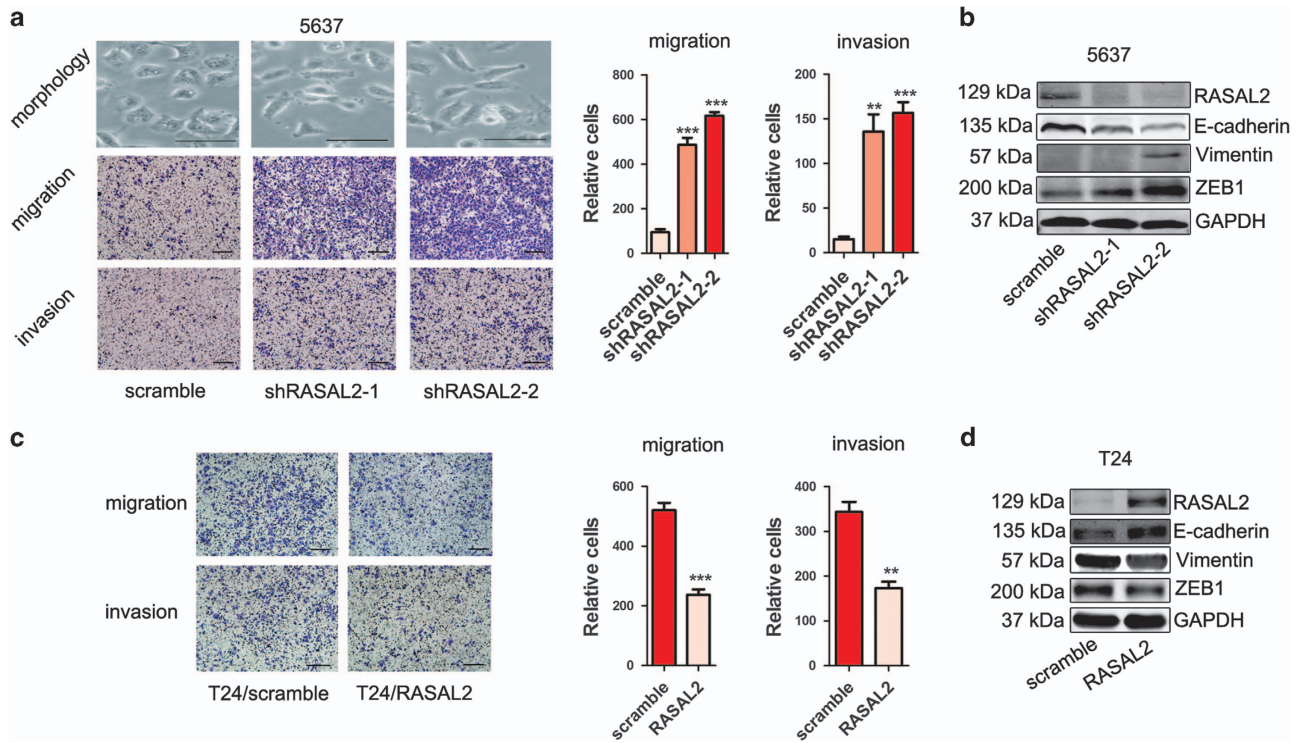 a
5637
morphology
migration
invasion
scramble
shRASAL2-1
shRASAL2-2
migration
Relative cells
800
600
400
200
0
***
***
scramble
shRASAL2-1
shRASAL2-2
invasion
Relative cells
200
150
100
50
0
**
***
scramble
shRASAL2-1
shRASAL2-2
b
5637
129 kDa RASAL2
135 kDa E-cadherin
57 kDa Vimentin
200 kDa ZEB1
37 kDa GAPDH
scramble
shRASAL2-1
shRASAL2-2
c
migration
invasion
T24/scramble
T24/RASAL2
migration
Relative cells
600
400
200
0
***
scramble
RASAL2
invasion
Relative cells
400
300
200
100
0
**
scramble
RASAL2
d
T24
129 kDa RASAL2
135 kDa E-cadherin
57 kDa Vimentin
200 kDa ZEB1
37 kDa GAPDH
scramble
RASAL2